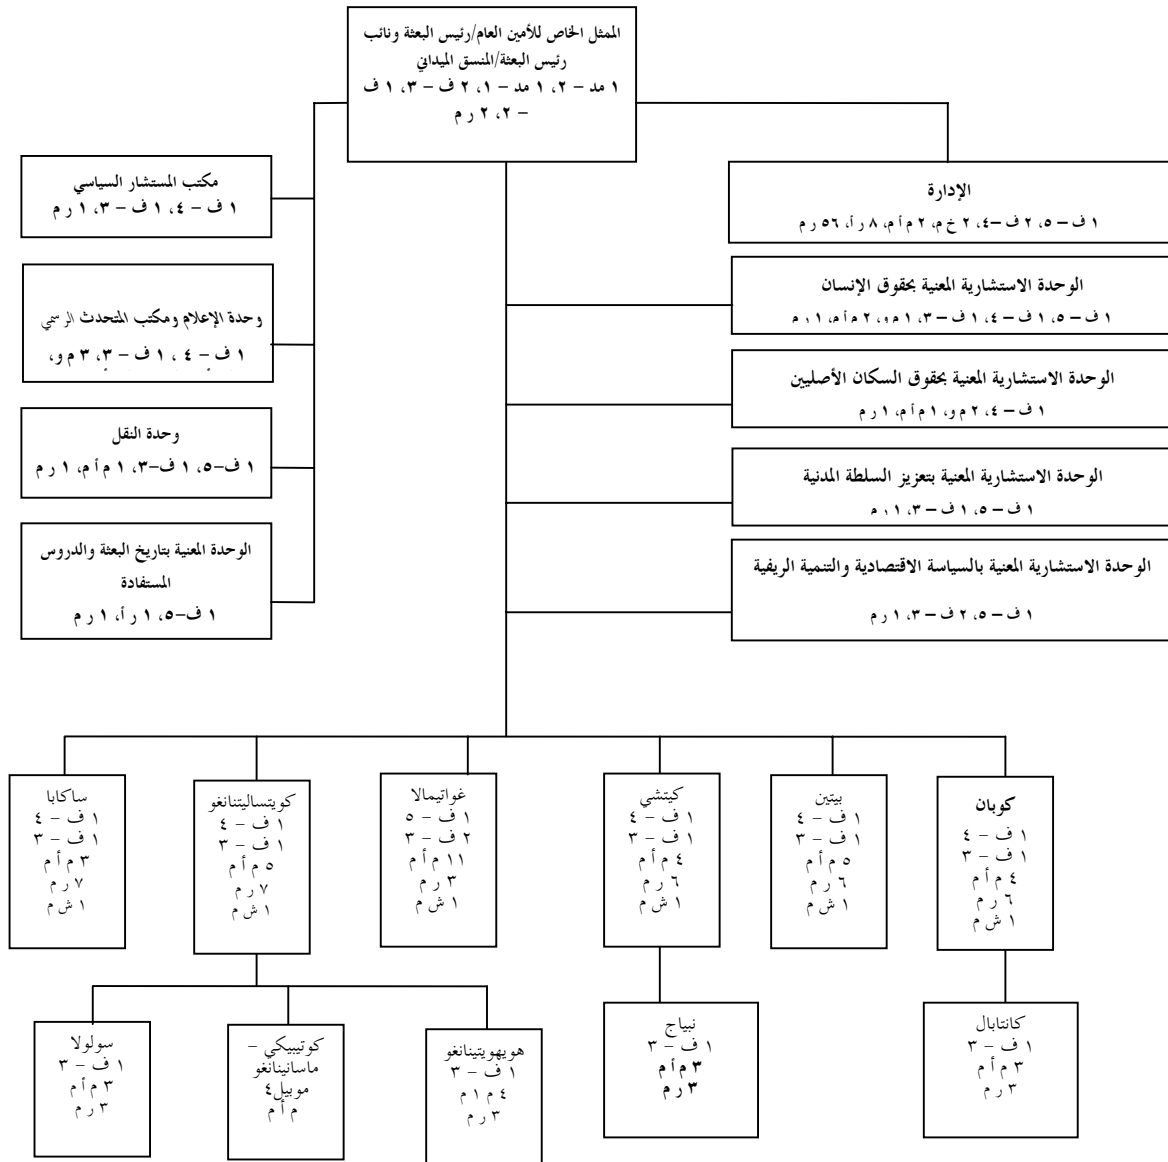 الممثل الخاص للأمين العام/رئيس البعثة ونائب
رئيس البعثة/المنسق الميداني
١ مد – ٢، ١ مد – ١، ٢ ف – ٣، ١ ف
– ٢، ٢ ر م
مكتب المستشار السياسي
١ ف – ٤، ١ ف – ٣، ١ ر م
وحدة الإعلام ومكتب المتحدث الرسمي
١ ف – ٤ ، ١ ف – ٣، ٣ م و،
وحدة النقل
١ ف–٥، ١ ف–٣، ١ م أ م، ١ ر م
الوحدة المعنية بتاريخ البعثة والدروس
المستفادة
١ ف–٥، ١ ر أ، ١ ر م
الإدارة
١ ف – ٥، ٢ ف –٤، ٢ خ م، ٢ م أ م، ٨ ر أ، ٥٦ ر م
الوحدة الاستشارية المعنية بحقوق الإنسان
١ ف – ٥، ١ ف – ٤، ١ ف – ٣، ١ م و، ٢ م أ م، ١ ر م
الوحدة الاستشارية المعنية بحقوق السكان الأصليين
١ ف – ٤، ٢ م و، ١ م أ م، ١ ر م
الوحدة الاستشارية المعنية بتعزيز السلطة المدنية
١ ف – ٥، ١ ف – ٣، ١ ر م
الوحدة الاستشارية المعنية بالسياسة الاقتصادية والتنمية الريفية
١ ف – ٥، ٢ ف – ٣، ١ ر م
كوبان
١ ف – ٤
١ ف – ٣
٤ م أ م
٦ ر م
١ ش م
بيتين
١ ف – ٤
١ ف – ٣
٥ م أ م
٦ ر م
١ ش م
كيتشي
١ ف – ٤
١ ف – ٣
٤ م أ م
٦ ر م
١ ش م
غواتيمالا
١ ف – ٥
٢ ف – ٣
١١ م أ م
٣ ر م
١ ش م
كويتساليتنانغو
١ ف – ٤
١ ف – ٣
٥ م أ م
٧ ر م
١ ش م
ساكابا
١ ف – ٤
١ ف – ٣
٣ م أ م
٧ ر م
١ ش م
كانتابال
١ ف – ٣
٣ م أ م
٣ ر م
نبياج
١ ف – ٣
٣ م أ م
٣ ر م
هويهويتينانغو
١ ف – ٣
٤ م ١ م
٣ ر م
كوتيبيكي –
ماسانينانغو
موبيل٤
م أ م
سولولا
١ ف – ٣
٣ م أ م
٣ ر م